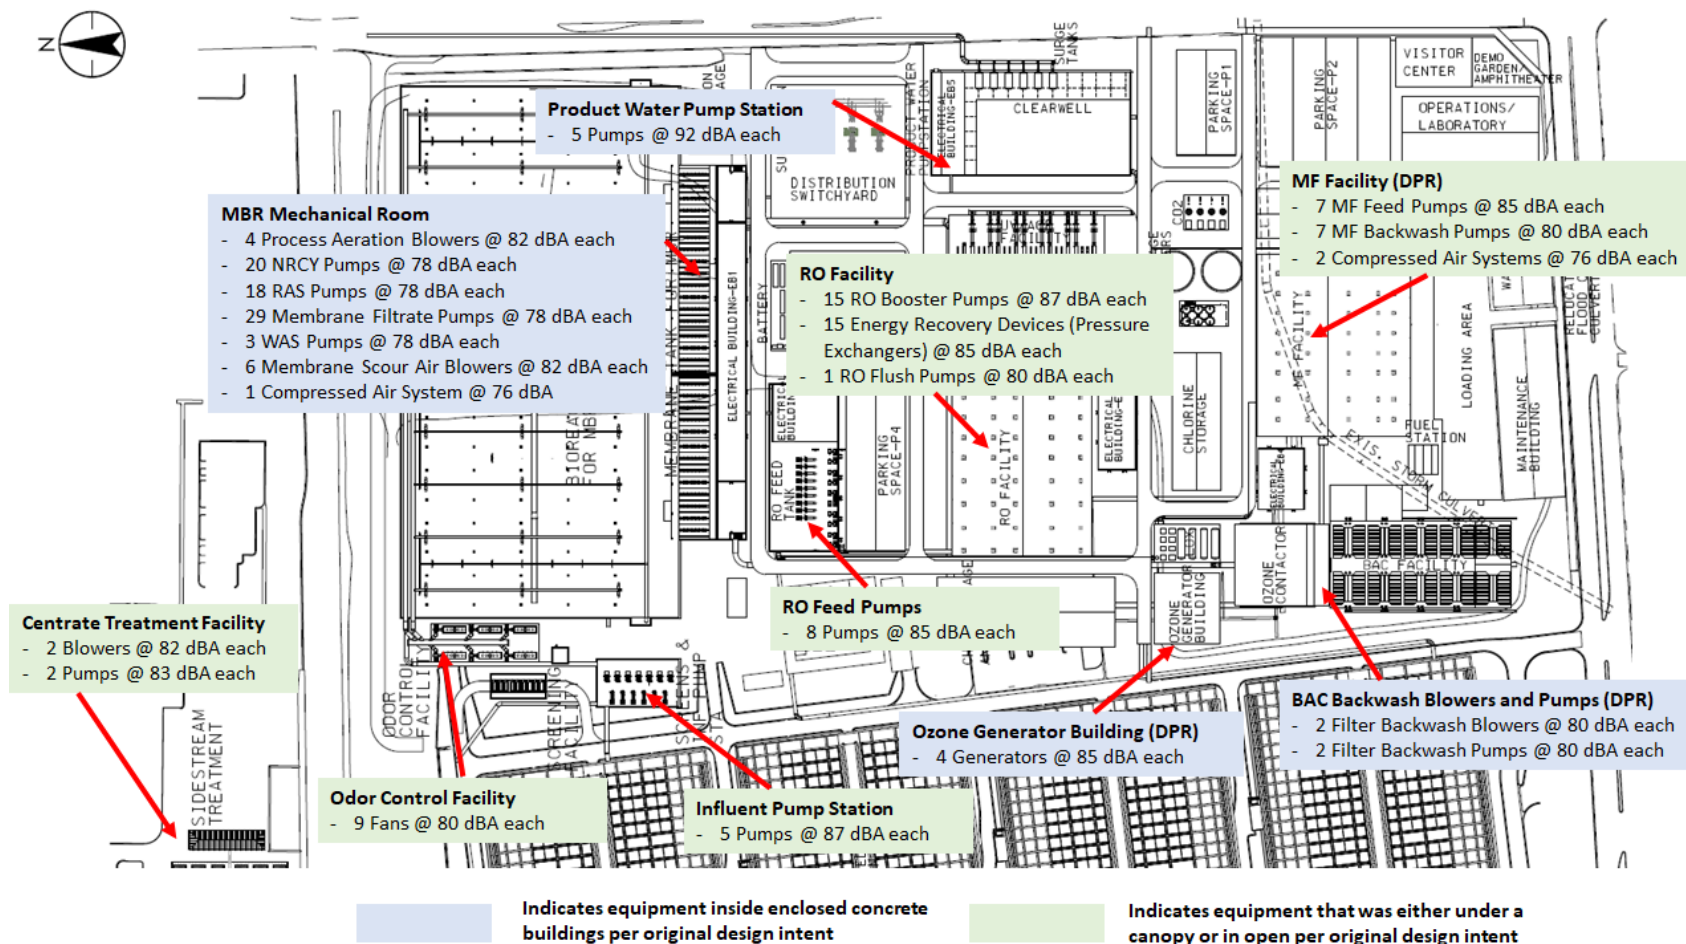 N
Product Water Pump Station
- 5 Pumps @ 92 dBA each
MBR Mechanical Room
- 4 Process Aeration Blowers @ 82 dBA each
- 20 NRCY Pumps @ 78 dBA each
- 18 RAS Pumps @ 78 dBA each
- 29 Membrane Filtrate Pumps @ 78 dBA each
- 3 WAS Pumps @ 78 dBA each
- 6 Membrane Scour Air Blowers @ 82 dBA each
- 1 Compressed Air System @ 76 dBA
RO Facility
- 15 RO Booster Pumps @ 87 dBA each
- 15 Energy Recovery Devices (Pressure
Exchangers) @ 85 dBA each
- 1 RO Flush Pumps @ 80 dBA each
MF Facility (DPR)
- 7 MF Feed Pumps @ 85 dBA each
- 7 MF Backwash Pumps @ 80 dBA each
- 2 Compressed Air Systems @ 76 dBA
Centrate Treatment Facility
- 2 Blowers @ 82 dBA each
- 2 Pumps @ 83 dBA each
RO Feed Pumps
- 8 Pumps @ 85 dBA each
Ozone Generator Building (DPR)
- 4 Generators @ 85 dBA each
BAC Backwash Blowers and Pumps (DPR)
- 2 Filter Backwash Blowers @ 80 dBA each
- 2 Filter Backwash Pumps @ 80 dBA each
Odor Control Facility
- 9 Fans @ 80 dBA each
Influent Pump Station
- 5 Pumps @ 87 dBA each
SURGE
TANKS
CLEARWELL
ELECTRICAL
BUILDING-EB5
PRODUCT WATER
DISTRIBUTION
SWITCHYARD
PARKING
SPACE-P1
PARKING
SPACE-P2
VISITOR
CENTER
DEMO
GARDEN/
AMPHITHEATER
OPERATIONS/
LABORATORY
CO2
MF FACILITY
LOADING AREA
MAINTENANCE
BUILDING
FUEL
STATION
EXIS. STORM CULVERT
CHLORINE
STORAGE
RO FACILITY
PARKING
SPACE-P4
RO FEED
TANK
BATTERY
ELECTRICAL BUILDING-EB1
MEMBRANE TANK
ELECTRICAL
BUILDING-EB4
OZONE
CONTACTOR
BAC FACILITY
OZONE
GENERATOR
BUILDING
ODOR
CONTROL
SIDESTREAM
TREATMENT
Indicates equipment inside enclosed concrete
buildings per original design intent
Indicates equipment that was either under a
canopy or in open per original design intent